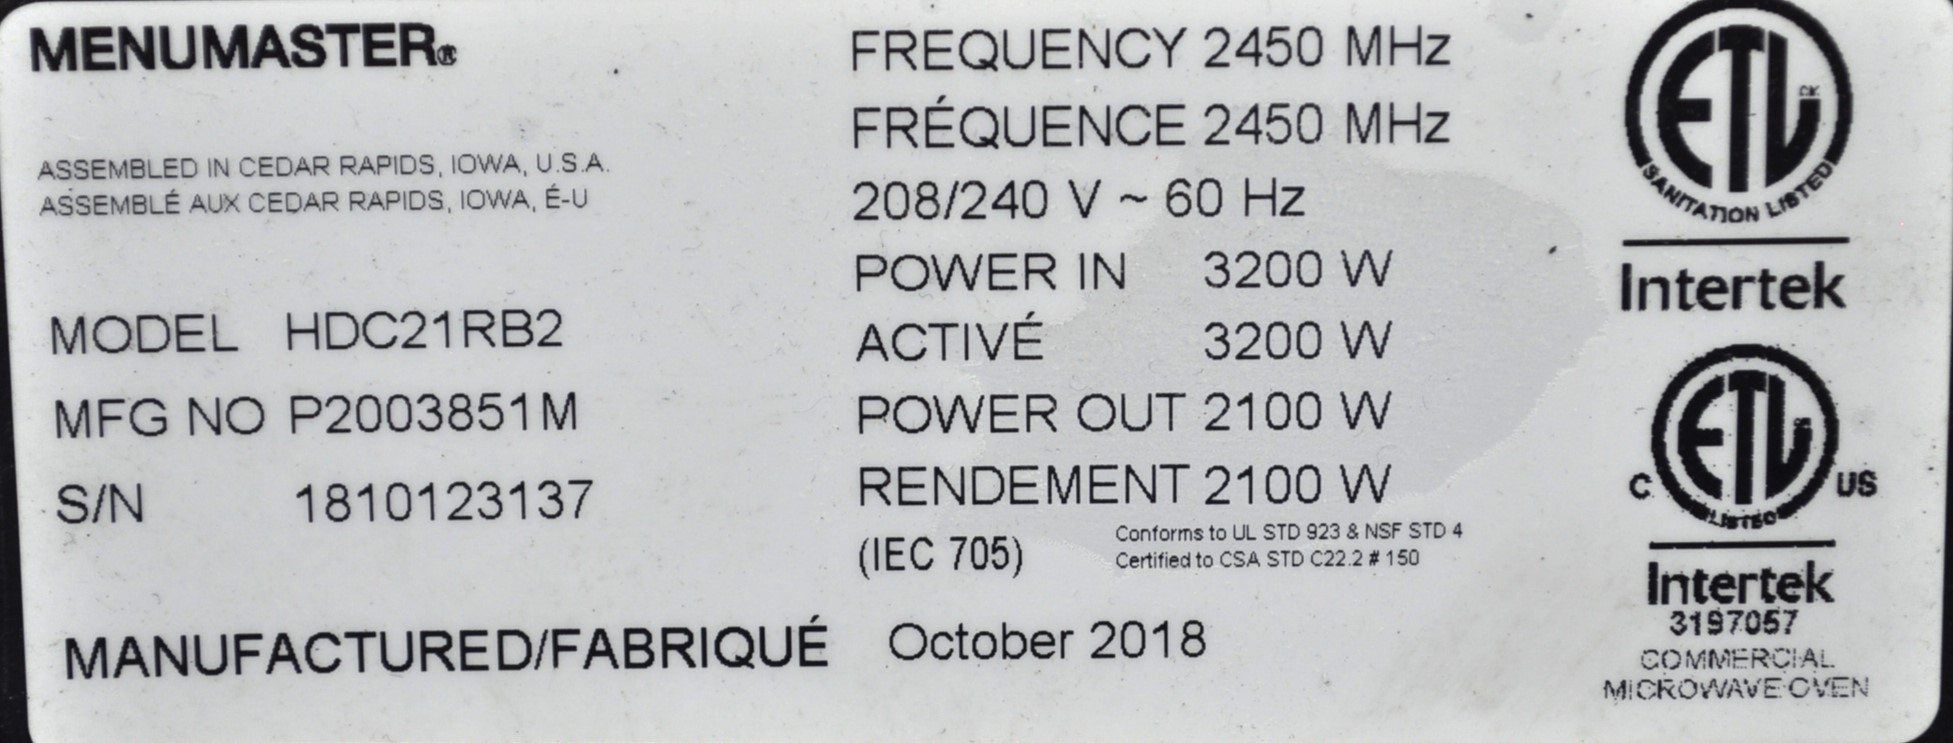 MENUMASTER®
ASSEMBLED IN CEDAR RAPIDS, IOWA, U.S.A.
ASSEMBLÉ AUX CEDAR RAPIDS, IOWA, É-U
MODEL HDC21RB2
MFG NO P2003851M
S/N 1810123137
FREQUENCY 2450 MHz
FRÉQUENCE 2450 MHz
208/240 V ~ 60 Hz
POWER IN 3200 W
ACTIVÉ 3200 W
POWER OUT 2100 W
RENDEMENT 2100 W
(IEC 705)
Conforms to UL STD 923 & NSF STD 4
Certified to CSA STD C22.2 # 150
MANUFACTURED/FABRIQUÉ October 2018
ETL
SANITATION LISTED
Intertek
C ETL US
LISTED
Intertek
3197057
COMMERCIAL
MICROWAVE OVEN